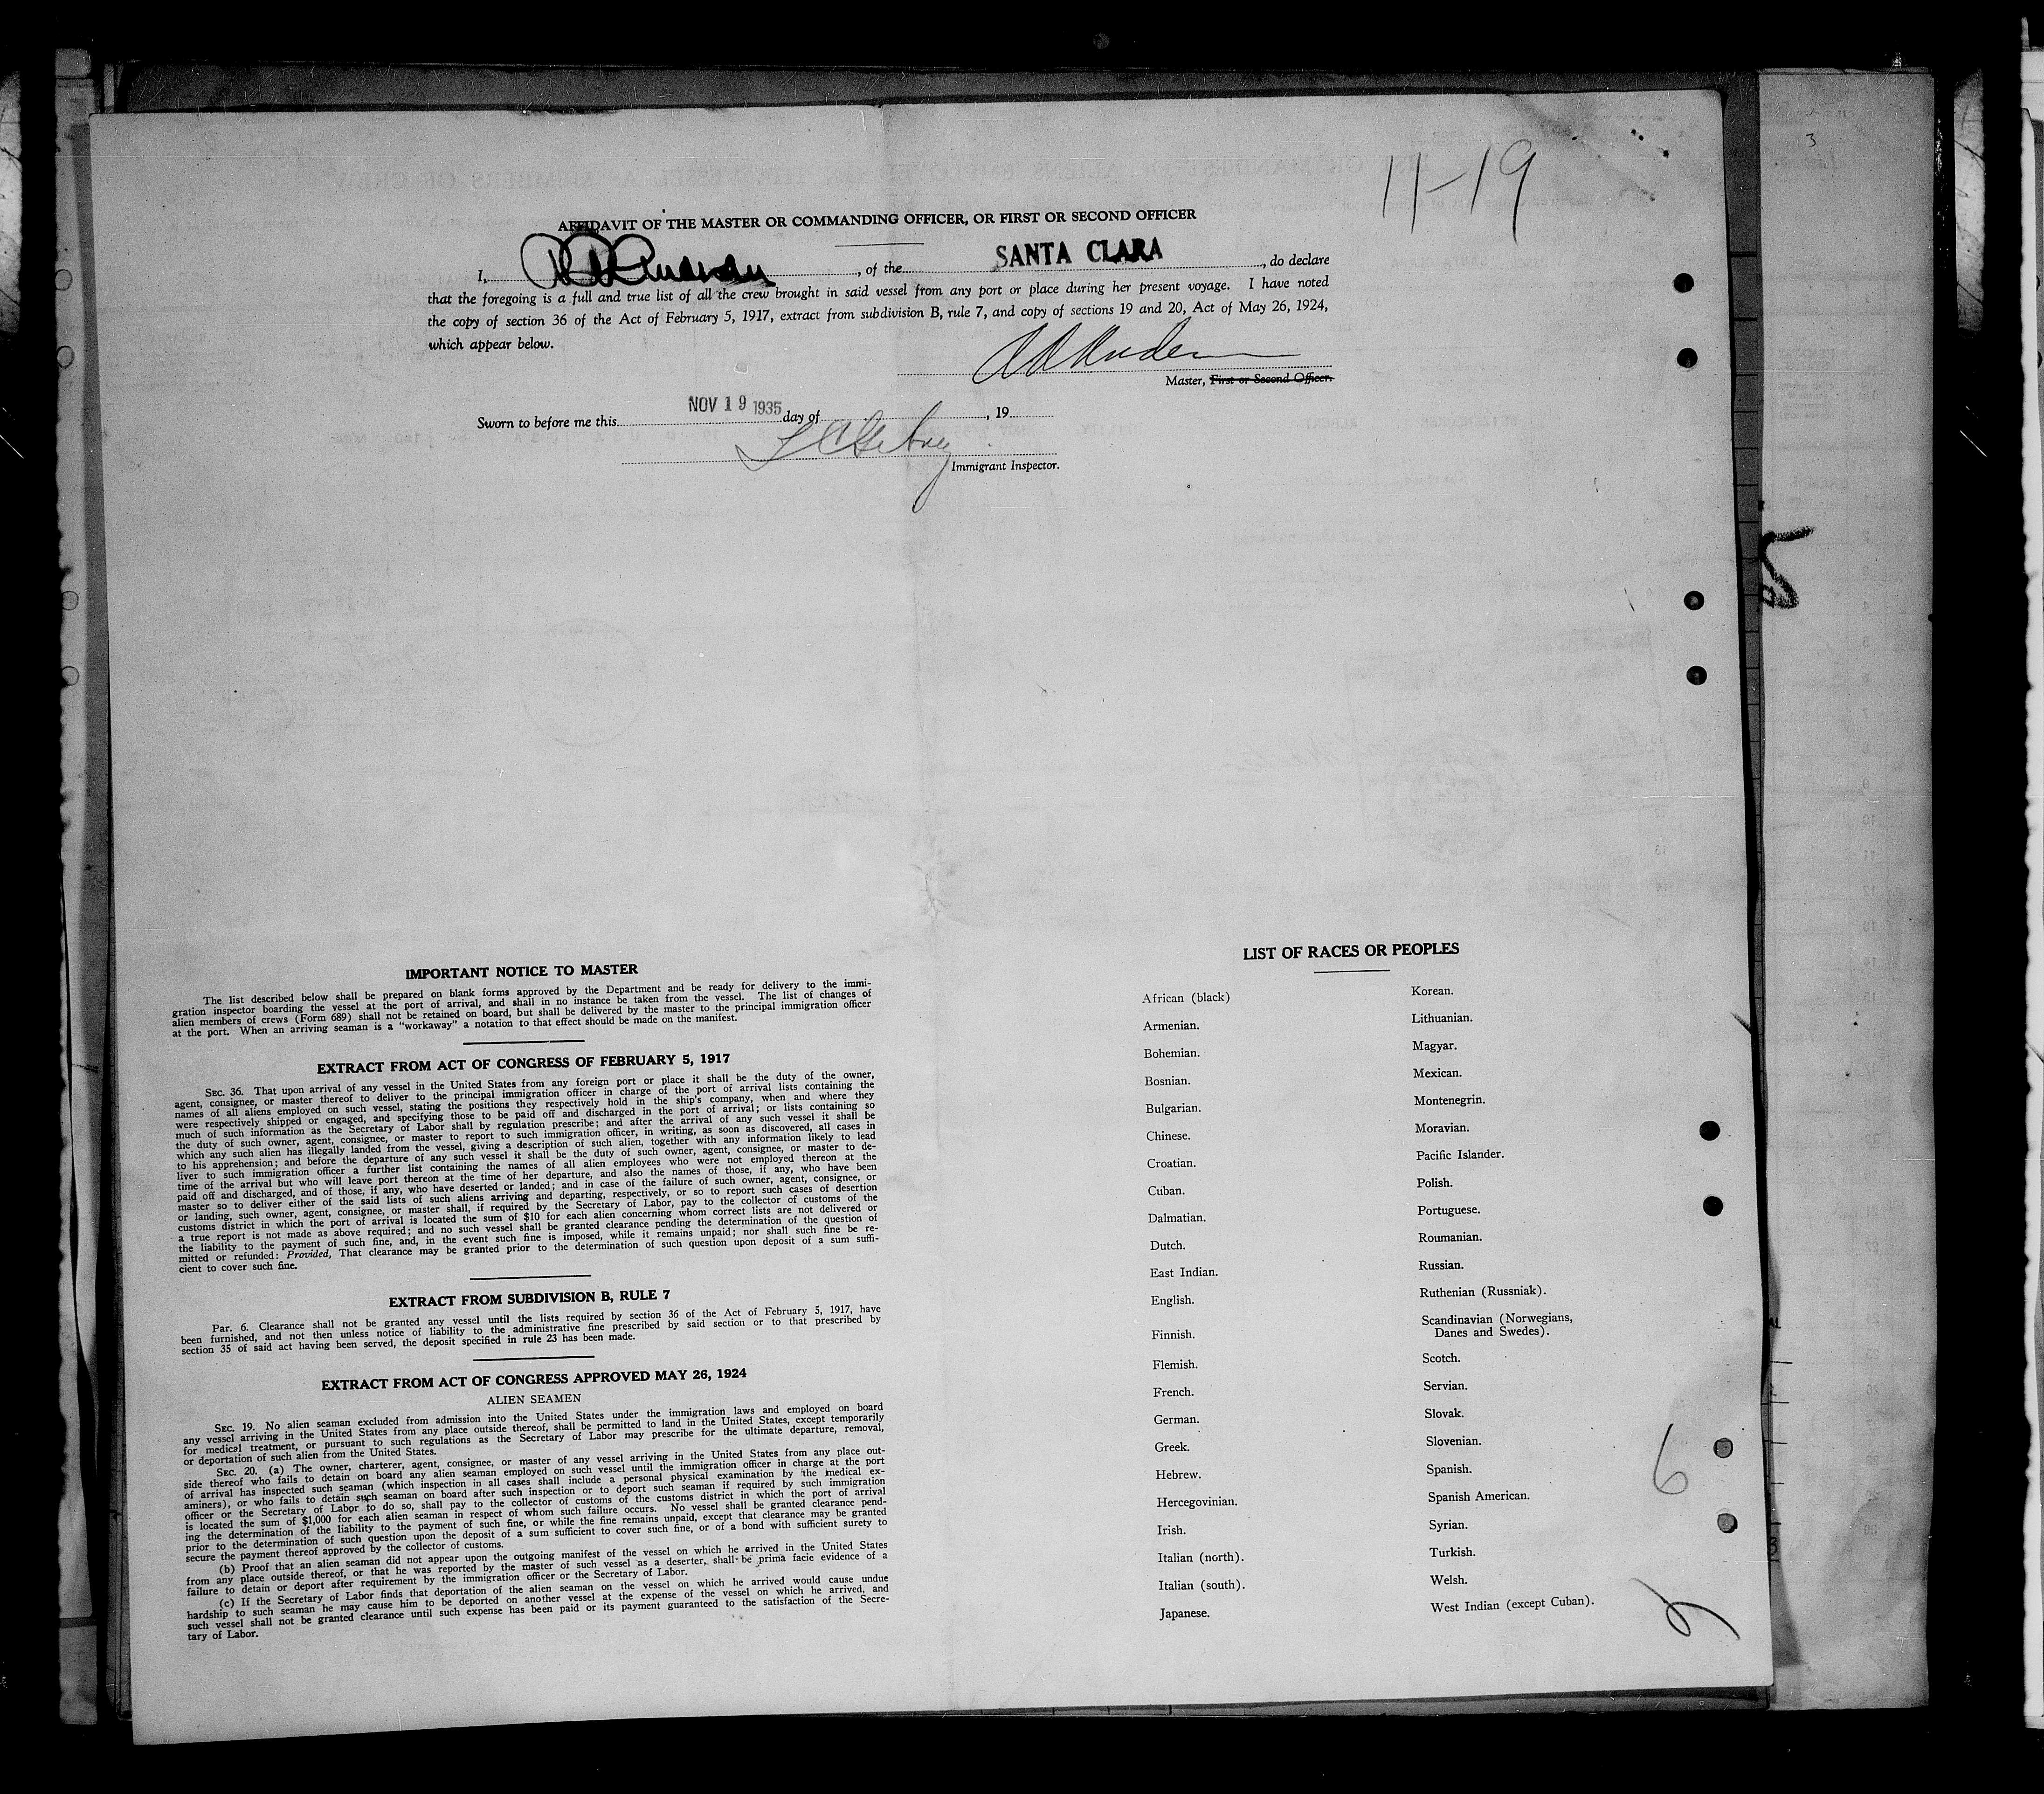 3
11-19
AFFIDAVIT OF THE MASTER OR COMMANDING OFFICER, OR FIRST OR SECOND OFFICER
I, , of the SANTA CLARA , do declare
that the foregoing is a full and true list of all the crew brought in said vessel from any port or place during her present voyage. I have noted
the copy of section 36 of the Act of February 5, 1917, extract from subdivision B, rule 7, and copy of sections 19 and 20, Act of May 26, 1924,
which appear below.
Master, First or Second Officer.
Sworn to before me this NOV 19 1935 day of , 19
Immigrant Inspector.
IMPORTANT NOTICE TO MASTER
The list described below shall be prepared on blank forms approved by the Department and be ready for delivery to the immi-
gration inspector boarding the vessel at the port of arrival, and shall in no instance be taken from the vessel. The list of changes of
alien members of crews (Form 689) shall not be retained on board, but shall be delivered by the master to the principal immigration officer
at the port. When an arriving seaman is a "workaway" a notation to that effect should be made on the manifest.
EXTRACT FROM ACT OF CONGRESS OF FEBRUARY 5, 1917
SEC. 36. That upon arrival of any vessel in the United States from any foreign port or place it shall be the duty of the owner,
agent, consignee, or master thereof to deliver to the principal immigration officer in charge of the port of arrival lists containing the
names of all aliens employed on such vessel, stating the positions they respectively hold in the ship's company, when and where they
were respectively shipped or engaged, and specifying those to be paid off and discharged in the port of arrival; or lists containing so
much of such information as the Secretary of Labor shall by regulation prescribe; and after the arrival of any such vessel it shall be
the duty of such owner, agent, consignee, or master to report to such immigration officer, in writing, as soon as discovered, all cases in
which any such alien has illegally landed from the vessel, giving a description of such alien, together with any information likely to lead
to his apprehension; and before the departure of any such vessel it shall be the duty of such owner, agent, consignee, or master to de-
liver to such immigration officer a further list containing the names of all alien employees who were not employed thereon at the
time of the arrival but who will leave port thereon at the time of her departure, and also the names of those, if any, who have been
paid off and discharged, and of those, if any, who have deserted or landed; and in case of the failure of such owner, agent, consignee, or
master so to deliver either of the said lists of such aliens arriving and departing, respectively, or so to report such cases of desertion
or landing, such owner, agent, consignee, or master shall, if required by the Secretary of Labor, pay to the collector of customs of the
customs district in which the port of arrival is located the sum of $10 for each alien concerning whom correct lists are not delivered or
a true report is not made as above required; and no such vessel shall be granted clearance pending the determination of the question of
the liability to the payment of such fine, and, in the event such fine is imposed, while it remains unpaid; nor shall such fine be re-
mitted or refunded: Provided, That clearance may be granted prior to the determination of such question upon deposit of a sum suffi-
cient to cover such fine.
EXTRACT FROM SUBDIVISION B, RULE 7
Par. 6. Clearance shall not be granted any vessel until the lists required by section 36 of the Act of February 5, 1917, have
been furnished, and not then unless notice of liability to the administrative fine prescribed by said section or to that prescribed by
section 35 of said act having been served, the deposit specified in rule 23 has been made.
EXTRACT FROM ACT OF CONGRESS APPROVED MAY 26, 1924
ALIEN SEAMEN
SEC. 19. No alien seaman excluded from admission into the United States under the immigration laws and employed on board
any vessel arriving in the United States from any place outside thereof, shall be permitted to land in the United States, except temporarily
for medical treatment, or pursuant to such regulations as the Secretary of Labor may prescribe for the ultimate departure, removal,
or deportation of such alien from the United States.
SEC. 20. (a) The owner, charterer, agent, consignee, or master of any vessel arriving in the United States from any place out-
side thereof who fails to detain on board any alien seaman employed on such vessel until the immigration officer in charge at the port
of arrival has inspected such seaman (which inspection in all cases shall include a personal physical examination by the medical ex-
aminers), or who fails to detain such seaman on board after such inspection or to deport such seaman if required by such immigration
officer or the Secretary of Labor to do so, shall pay to the collector of customs of the customs district in which the port of arrival
is located the sum of $1,000 for each alien seaman in respect of whom such failure occurs. No vessel shall be granted clearance pend-
ing the determination of the liability to the payment of such fine, or while the fine remains unpaid, except that clearance may be granted
prior to the determination of such question upon the deposit of a sum sufficient to cover such fine, or of a bond with sufficient surety to
secure the payment thereof approved by the collector of customs.
(b) Proof that an alien seaman did not appear upon the outgoing manifest of the vessel on which he arrived in the United States
from any place outside thereof, or that he was reported by the master of such vessel as a deserter, shall be prima facie evidence of a
failure to detain or deport after requirement by the immigration officer or the Secretary of Labor.
(c) If the Secretary of Labor finds that deportation of the alien seaman on the vessel on which he arrived would cause undue
hardship to such seaman he may cause him to be deported on another vessel at the expense of the vessel on which he arrived, and
such vessel shall not be granted clearance until such expense has been paid or its payment guaranteed to the satisfaction of the Secre-
tary of Labor.
LIST OF RACES OR PEOPLES
African (black)
Armenian.
Bohemian.
Bosnian.
Bulgarian.
Chinese.
Croatian.
Cuban.
Dalmatian.
Dutch.
East Indian.
English.
Finnish.
Flemish.
French.
German.
Greek.
Hebrew.
Hercegovinian.
Irish.
Italian (north).
Italian (south).
Japanese.
Korean.
Lithuanian.
Magyar.
Mexican.
Montenegrin.
Moravian.
Pacific Islander.
Polish.
Portuguese.
Roumanian.
Russian.
Ruthenian (Russniak).
Scandinavian (Norwegians,
Danes and Swedes).
Scotch.
Servian.
Slovak.
Slovenian.
Spanish.
Spanish American.
Syrian.
Turkish.
Welsh.
West Indian (except Cuban).
6